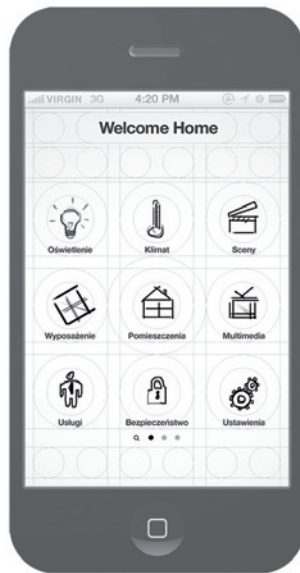 VIRGIN 3G 4:20 PM
Welcome Home
Oświetlenie Klimat Sceny
Wyposażenie Pomieszczenia Multimedia
Usługi Bezpieczeństwo Ustawienia